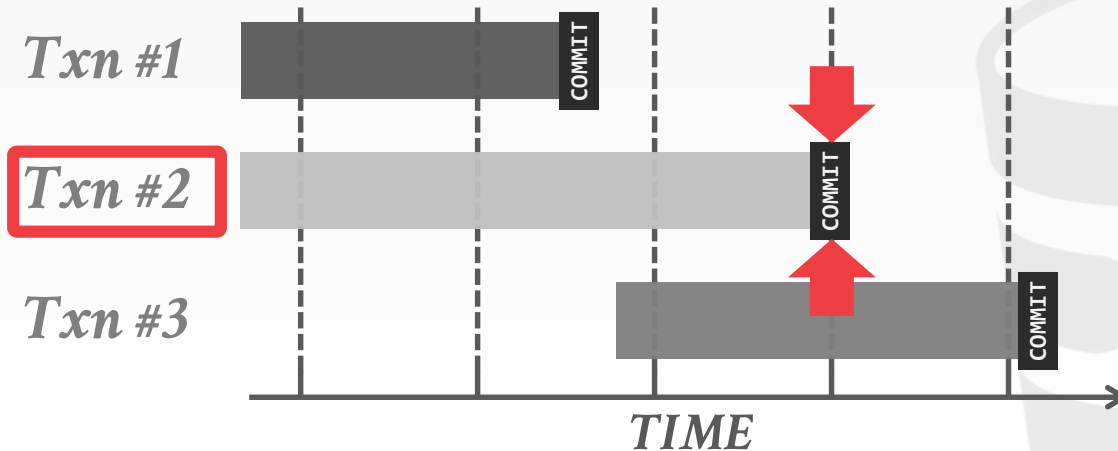 Txn #1
COMMIT
Txn #2
COMMIT
Txn #3
COMMIT
TIME